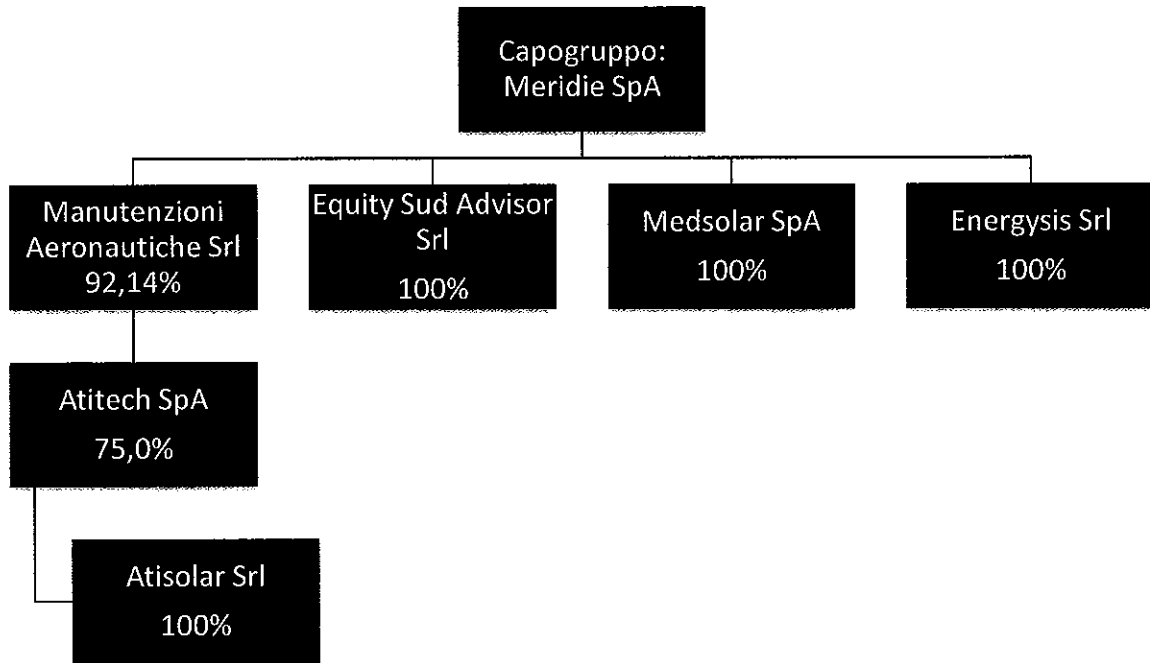 Capogruppo:
Meridie SpA
Manutenzioni
Aeronautiche Srl
92,14%
Equity Sud Advisor
Srl
100%
Medsolar SpA
100%
Energysis Srl
100%
Atitech SpA
75,0%
Atisolar Srl
100%